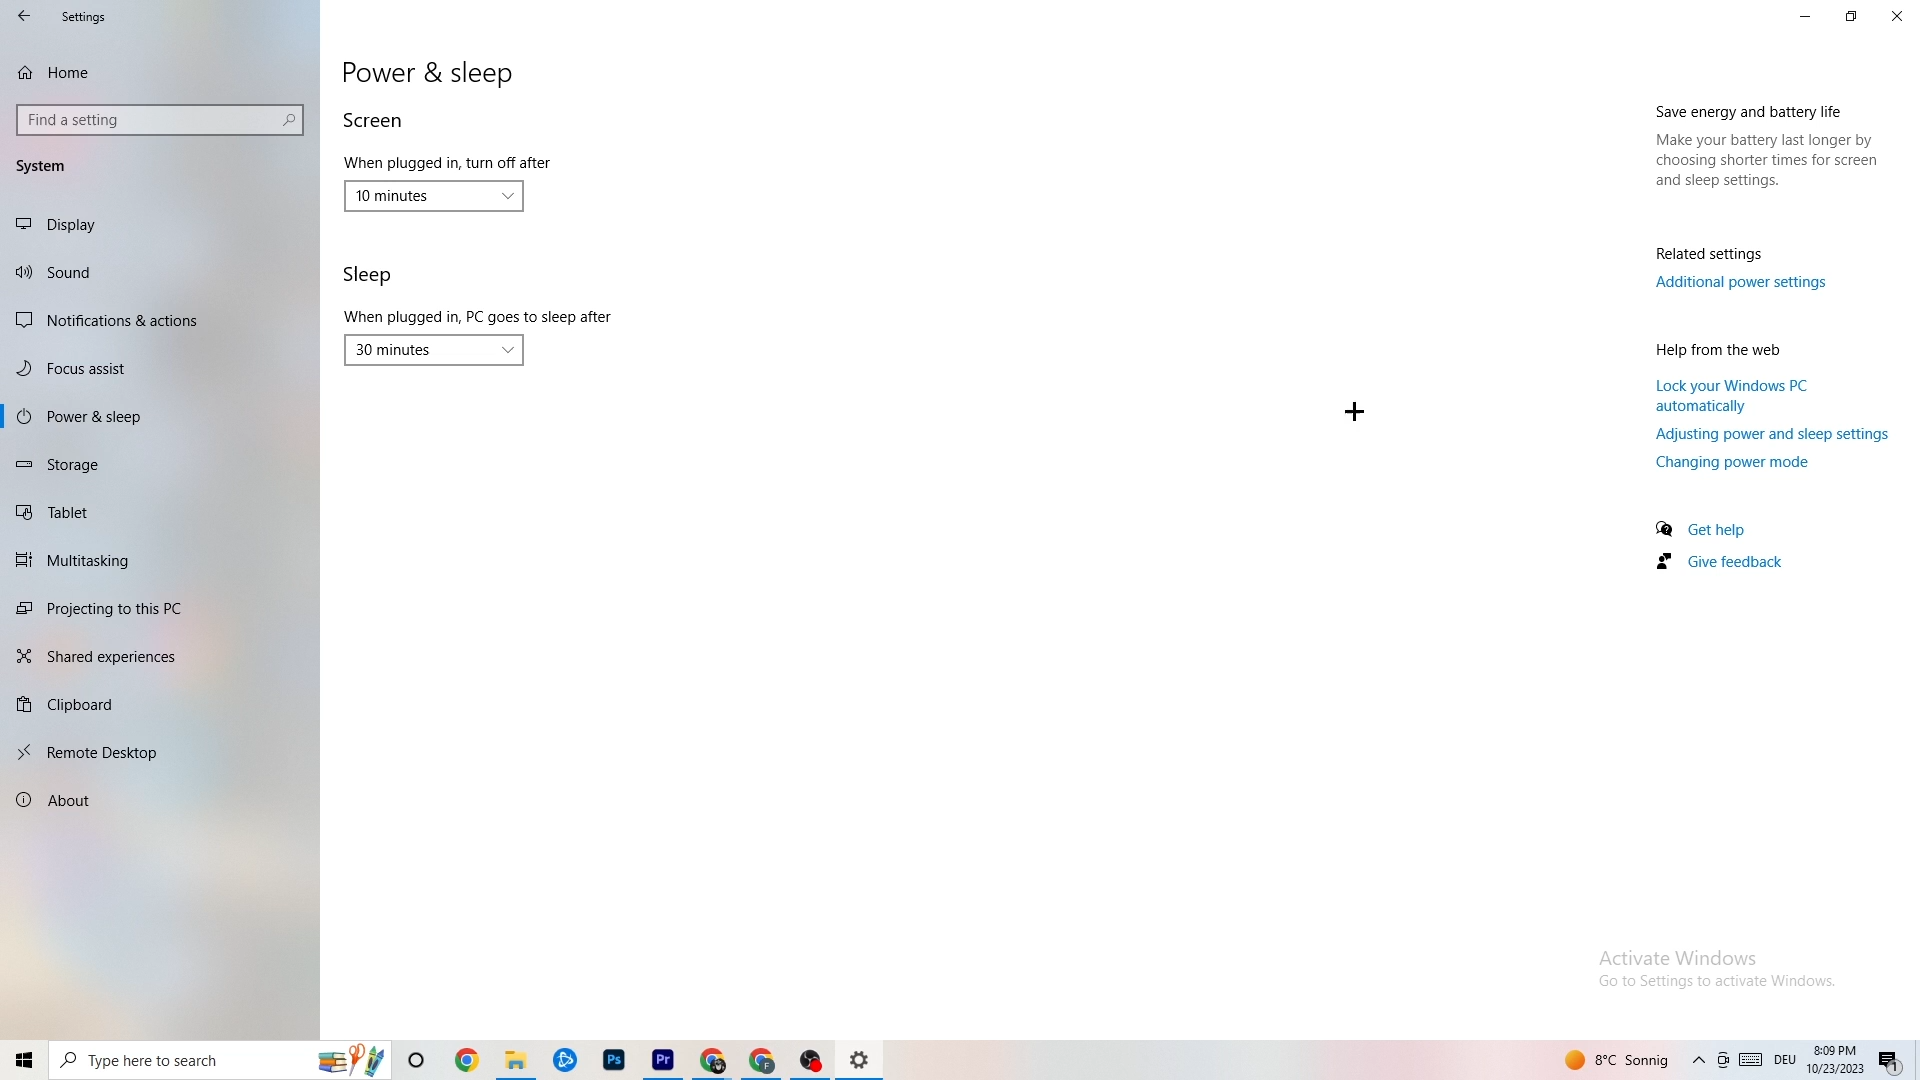 Settings
Home
Find a setting
System
Display
Sound
Notifications & actions
Focus assist
Power & sleep
Storage
Tablet
Multitasking
Projecting to this PC
Shared experiences
Clipboard
Remote Desktop
About
Power & sleep
Screen
When plugged in, turn off after
10 minutes
Sleep
When plugged in, PC goes to sleep after
30 minutes
Save energy and battery life
Make your battery last longer by
choosing shorter times for screen
and sleep settings.
Related settings
Additional power settings
Help from the web
Lock your Windows PC
automatically
Adjusting power and sleep settings
Changing power mode
Get help
Give feedback
Activate Windows
Go to Settings to activate Windows.
Type here to search
Ps
Pr
F
8°C Sonnig
DEU
8:09 PM
10/23/2023
1